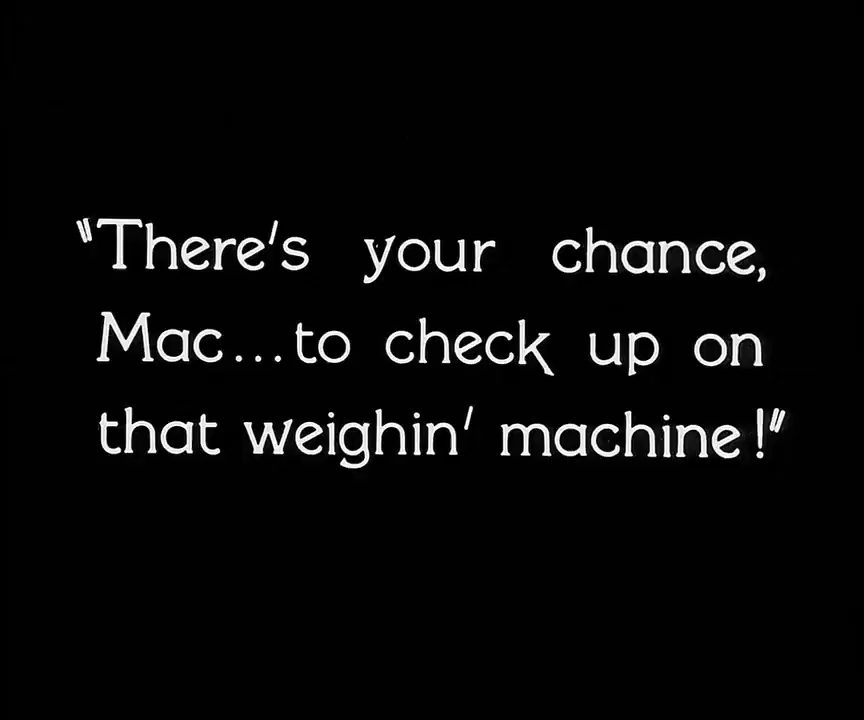 "There's your chance,
Mac...to check up on
that weighin' machine!"